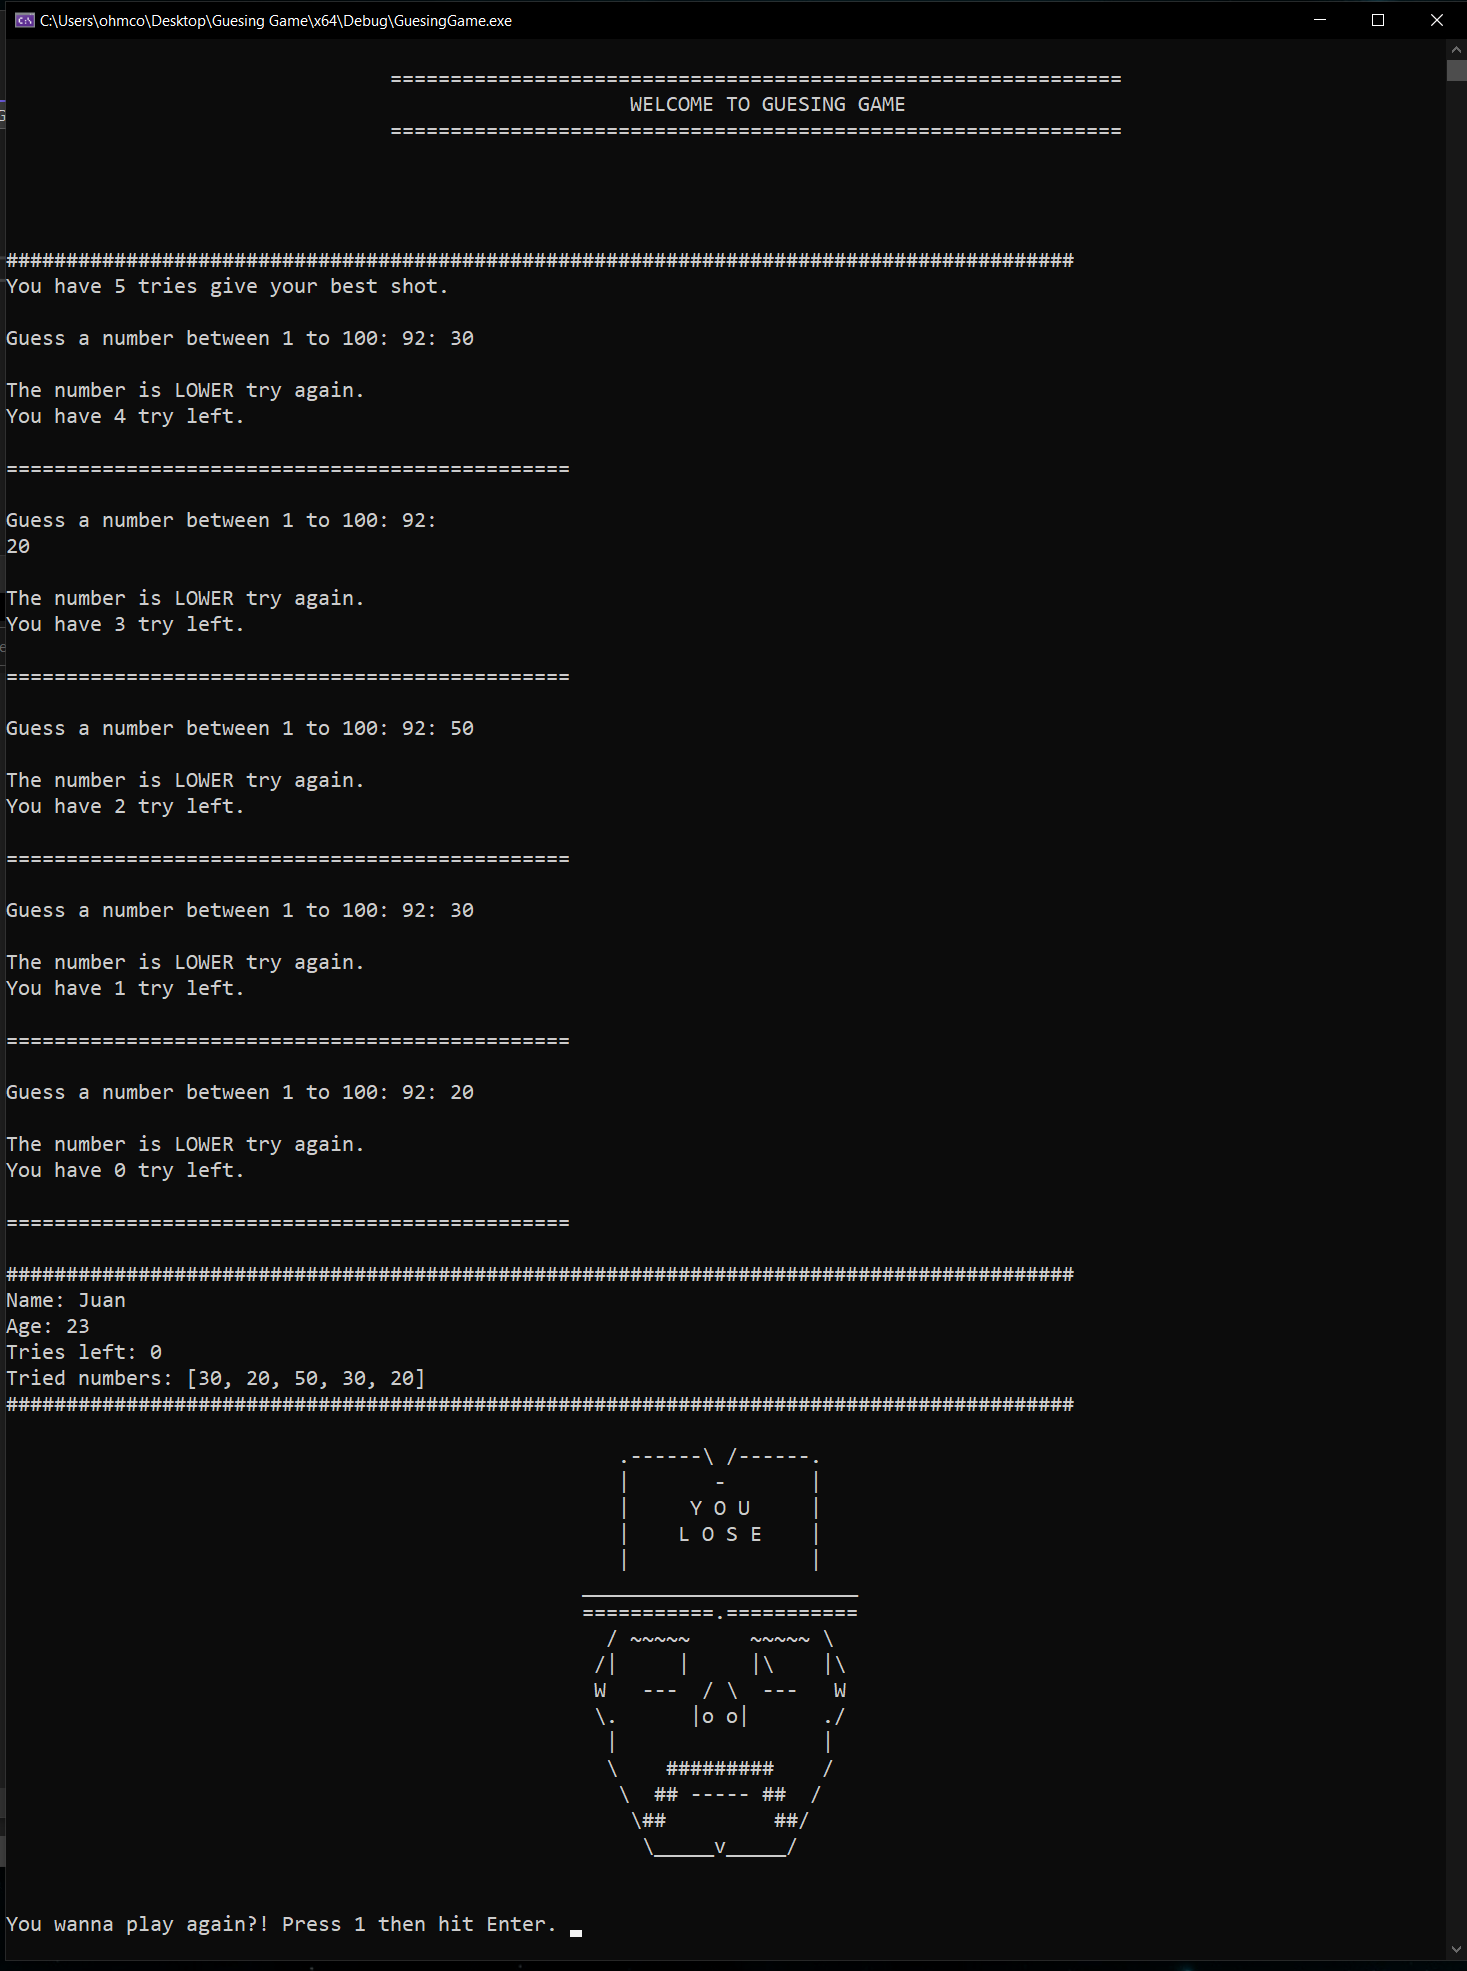 C:\Users\ohmco\Desktop\Guesing Game\x64\Debug\GuesingGame.exe
=============================================================
WELCOME TO GUESING GAME
=============================================================
#########################################################################################
You have 5 tries give your best shot.
Guess a number between 1 to 100: 92: 30
The number is LOWER try again.
You have 4 try left.
===============================================
Guess a number between 1 to 100: 92:
20
The number is LOWER try again.
You have 3 try left.
===============================================
Guess a number between 1 to 100: 92: 50
The number is LOWER try again.
You have 2 try left.
===============================================
Guess a number between 1 to 100: 92: 30
The number is LOWER try again.
You have 1 try left.
===============================================
Guess a number between 1 to 100: 92: 20
The number is LOWER try again.
You have 0 try left.
===============================================
#########################################################################################
Name: Juan
Age: 23
Tries left: 0
Tried numbers: [30, 20, 50, 30, 20]
#########################################################################################
.------\ /------.
|       -       |
|     Y O U     |
|    L O S E    |
|               |
_______________________
===========.===========
/ ~~~~~     ~~~~~ \
/|     |     |\    |\
W   ---  / \  ---   W
\.      |o o|      ./
|                 |
\    #########    /
\  ## ----- ##  /
\##         ##/
\_____v_____/
You wanna play again?! Press 1 then hit Enter.